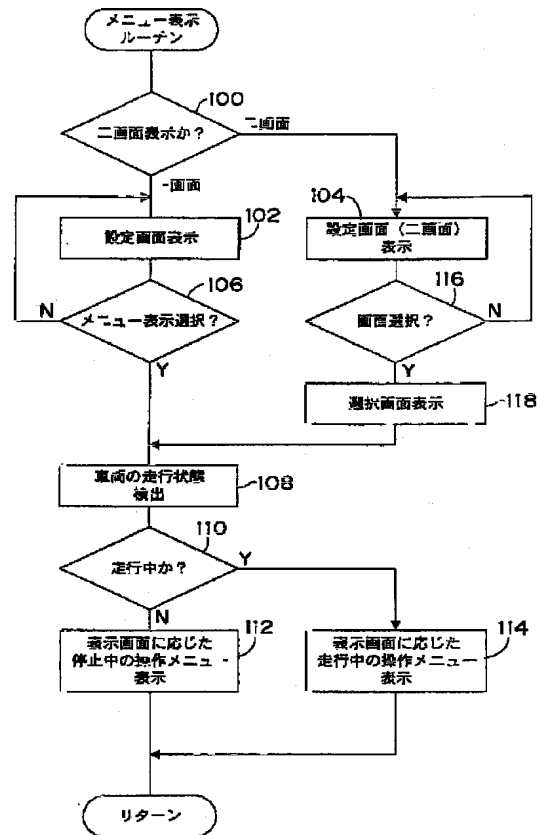 メニュー表示
ルーチン
100
二画面表示か?
二画面
一画面
102
設定画面表示
104
設定画面(二画面)
表示
106
メニュー表示選択?
N
Y
116
画面選択?
N
Y
選択画面表示
118
車両の走行状態
検出
108
110
走行中か?
Y
N
表示画面に応じた
停止中の操作メニュー
表示
112
表示画面に応じた
走行中の操作メニュー
表示
114
リターン